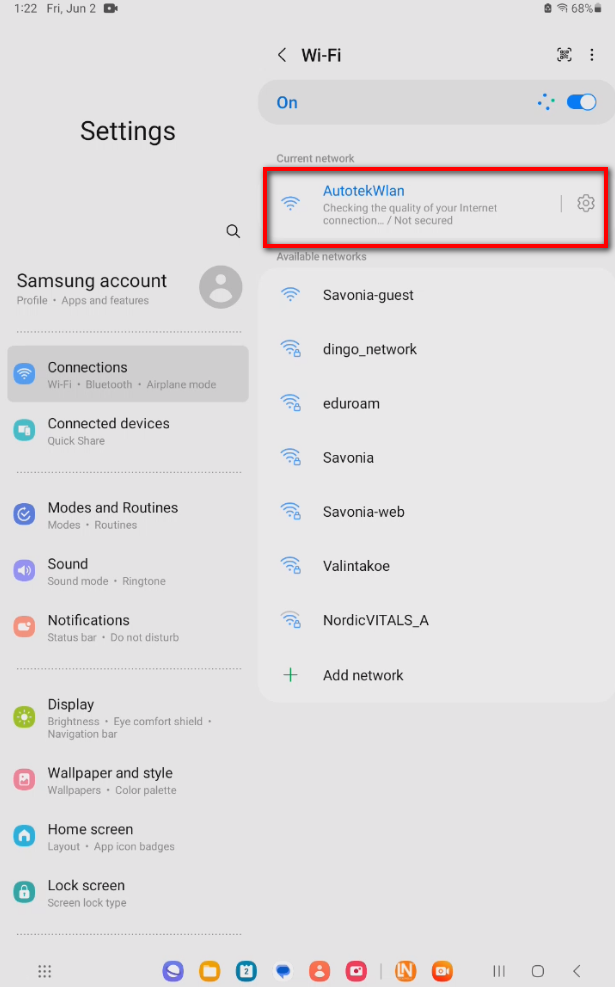 1:22 Fri, Jun 2
68%
Settings
Samsung account
Profile • Apps and features
Connections
Wi-Fi • Bluetooth • Airplane mode
Connected devices
Quick Share
Modes and Routines
Modes • Routines
Sound
Sound mode • Ringtone
Notifications
Status bar • Do not disturb
Display
Brightness • Eye comfort shield •
Navigation bar
Wallpaper and style
Wallpapers • Color palette
Home screen
Layout • App icon badges
Lock screen
Screen lock type
Wi-Fi
On
Current network
AutotekWlan
Checking the quality of your Internet
connection... / Not secured
Available networks
Savonia-guest
dingo_network
eduroam
Savonia
Savonia-web
Valintakoe
NordicVITALS_A
Add network
2
LN